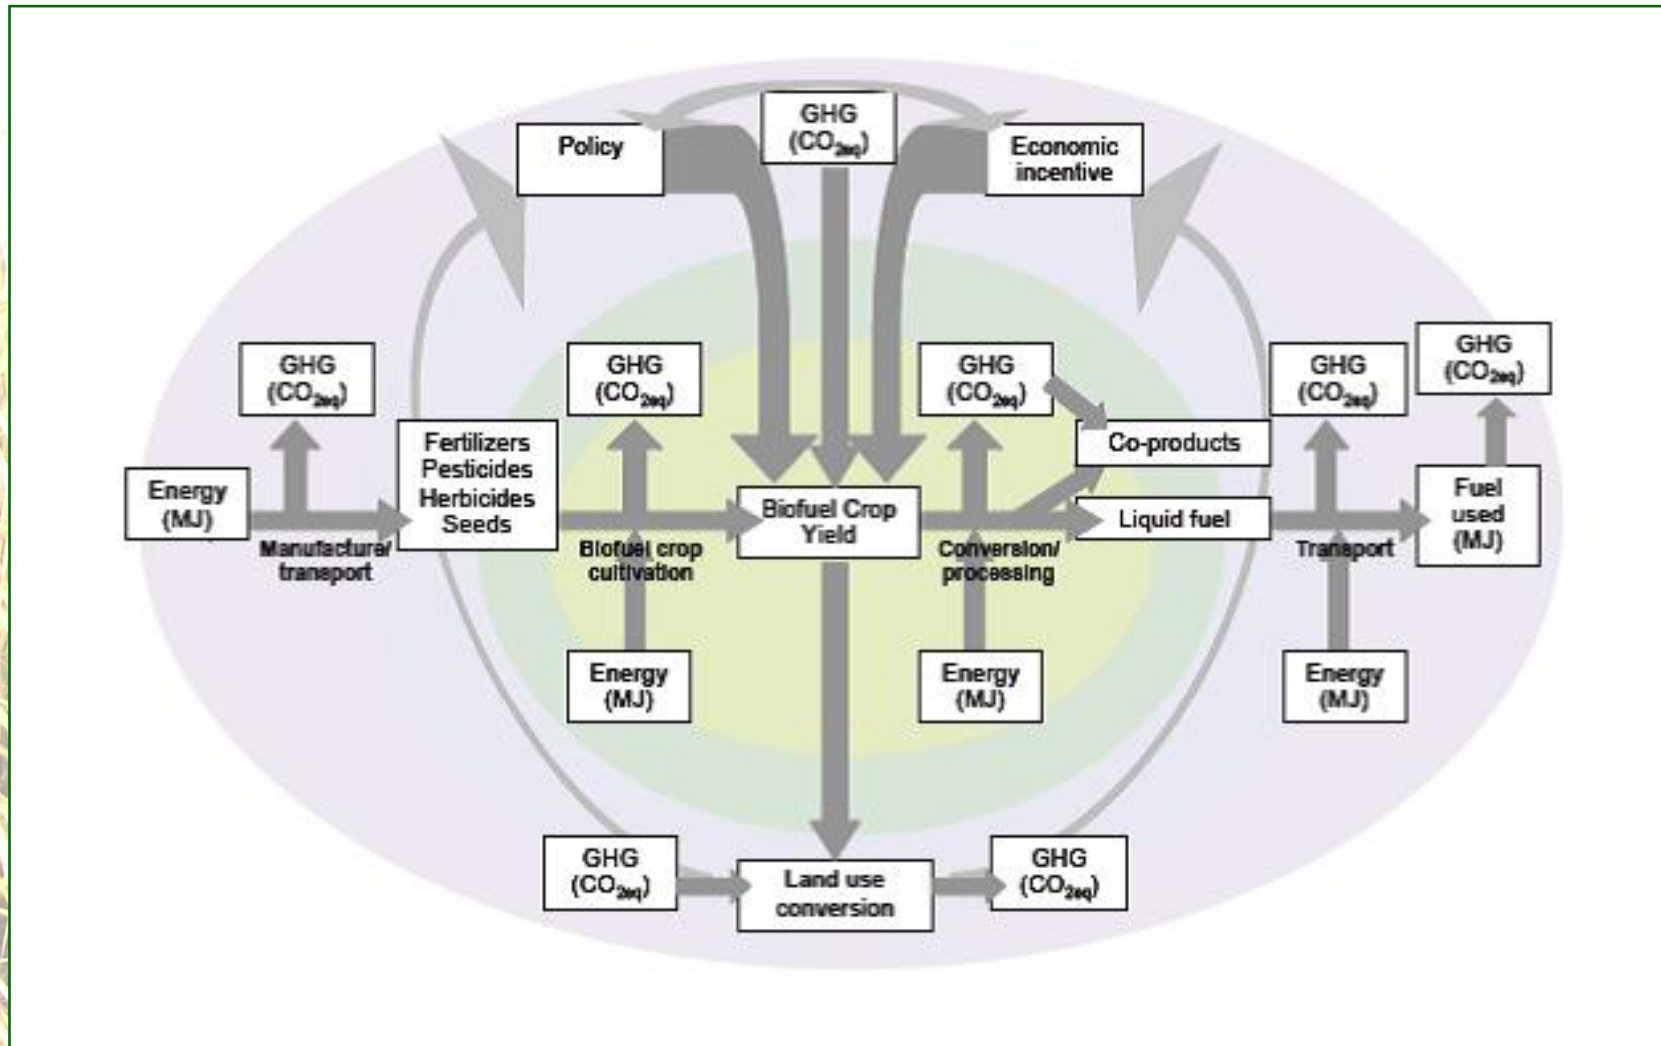 Policy
GHG
(CO2eq)
Economic
incentive
GHG
(CO2eq)
GHG
(CO2eq)
GHG
(CO2eq)
GHG
(CO2eq)
GHG
(CO2eq)
Energy
(MJ)
Manufacture/
transport
Fertilizers
Pesticides
Herbicides
Seeds
Biofuel crop
cultivation
Biofuel Crop
Yield
Conversion/
processing
Co-products
Liquid fuel
Transport
Fuel
used
(MJ)
Energy
(MJ)
Energy
(MJ)
Energy
(MJ)
GHG
(CO2eq)
Land use
conversion
GHG
(CO2eq)